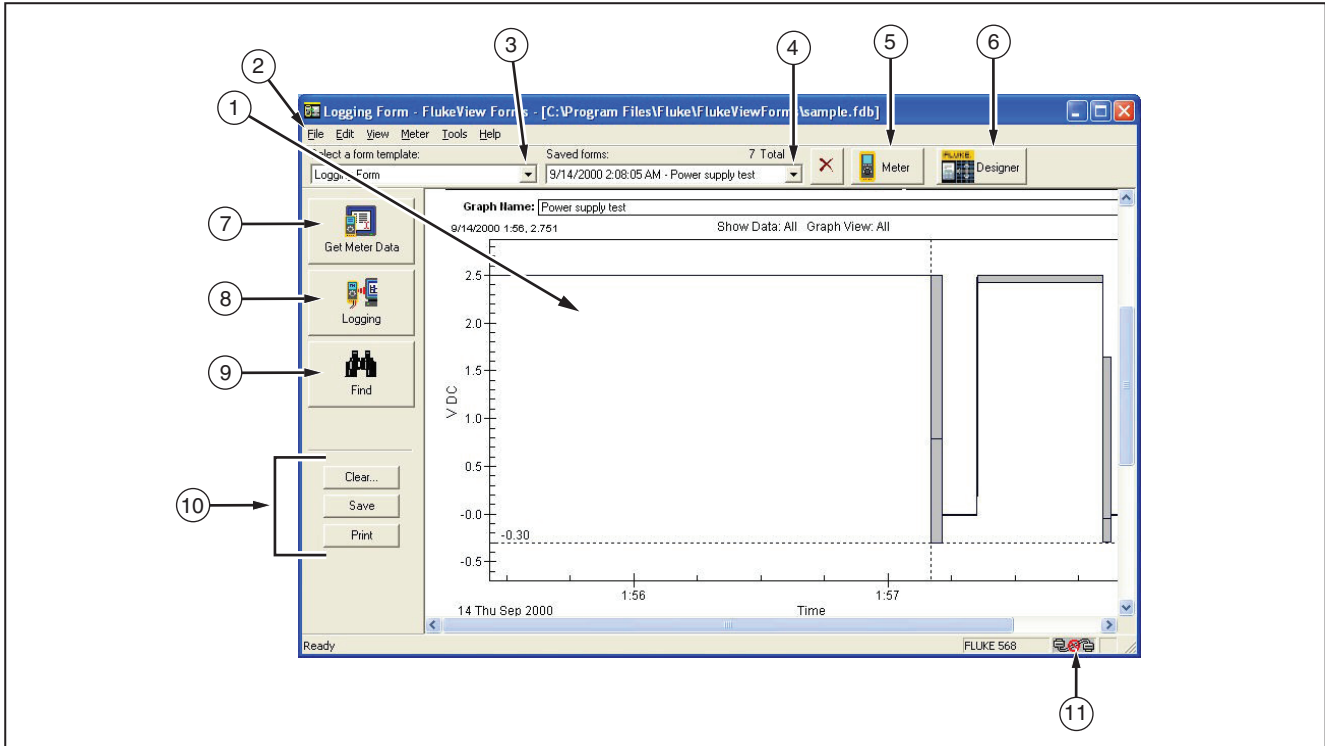 1
2
3
4
5
6
7
8
9
10
11
Logging Form - FlukeView Forms - [C:\Program Files\Fluke\FlukeViewForms\sample.fdb]
File Edit View Meter Tools Help
Select a form template:
Saved forms:
7 Total
Logging Form
9/14/2000 2:08:05 AM - Power supply test
Meter
FLUKE
Designer
Get Meter Data
Logging
Find
Clear...
Save
Print
Graph Name: Power supply test
9/14/2000 1:56, 2.751
Show Data: All Graph View: All
2.5
2.0
1.5
1.0
0.5
-0.0
-0.5
V DC
-0.30
1:56
1:57
14 Thu Sep 2000
Time
Ready
FLUKE 568